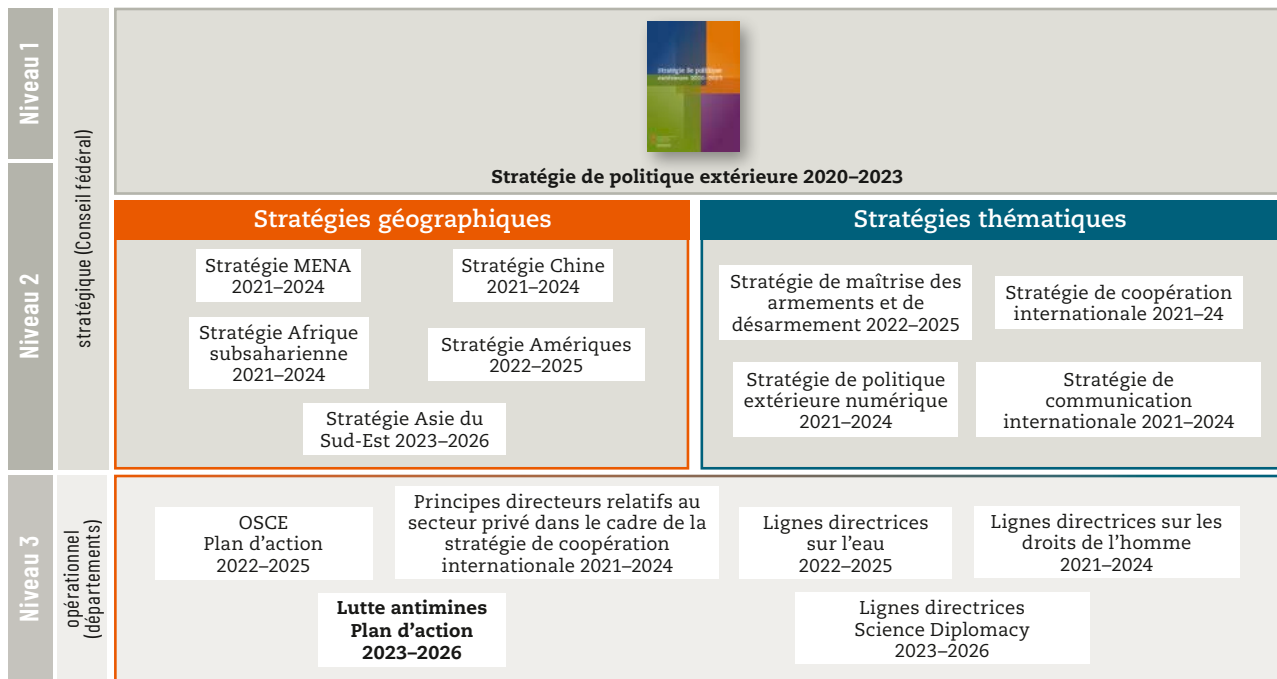 Niveau 1
Niveau 2
Niveau 3
stratégique (Conseil fédéral)
opérationnel
(départements)
Stratégie de politique
extérieure 2020–2023
Stratégie de politique extérieure 2020–2023
Stratégies géographiques
Stratégie MENA
2021–2024
Stratégie Chine
2021–2024
Stratégie Afrique
subsaharienne
2021–2024
Stratégie Amériques
2022–2025
Stratégie Asie du
Sud-Est 2023–2026
Stratégies thématiques
Stratégie de maîtrise des
armements et de
désarmement 2022–2025
Stratégie de coopération
internationale 2021–24
Stratégie de politique
extérieure numérique
2021–2024
Stratégie de
communication
internationale 2021–2024
OSCE
Plan d’action
2022–2025
Principes directeurs relatifs au
secteur privé dans le cadre de la
stratégie de coopération
internationale 2021–2024
Lignes directrices
sur l’eau
2022–2025
Lignes directrices sur les
droits de l’homme
2021–2024
Lutte antimines
Plan d’action
2023–2026
Lignes directrices
Science Diplomacy
2023–2026